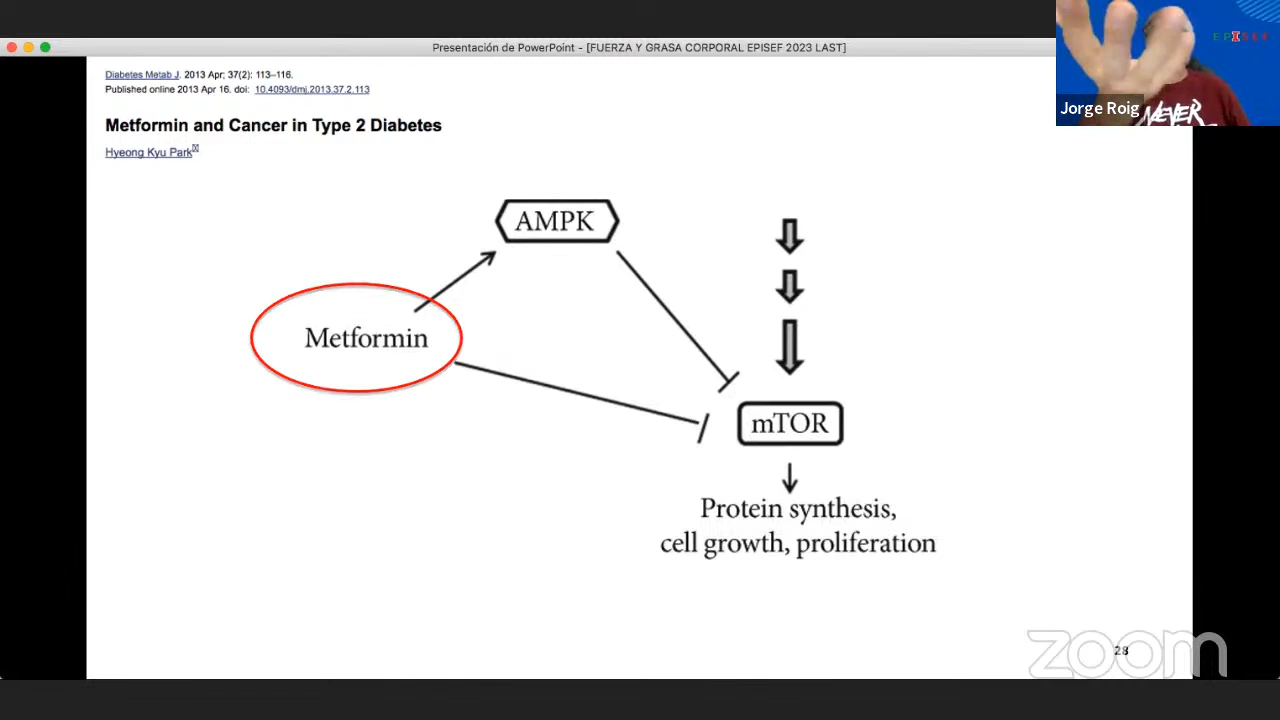 Presentación de PowerPoint - [FUERZA Y GRASA CORPORAL EPISEF 2023 LAST]
EPISEF
Diabetes Metab J. 2013 Apr; 37(2): 113–116.
Published online 2013 Apr 16. doi: 10.4093/dmj.2013.37.2.113
Jorge Roig
NEVER
Metformin and Cancer in Type 2 Diabetes
Hyeong Kyu Park
AMPK
Metformin
mTOR
Protein synthesis,
cell growth, proliferation
28
zoom